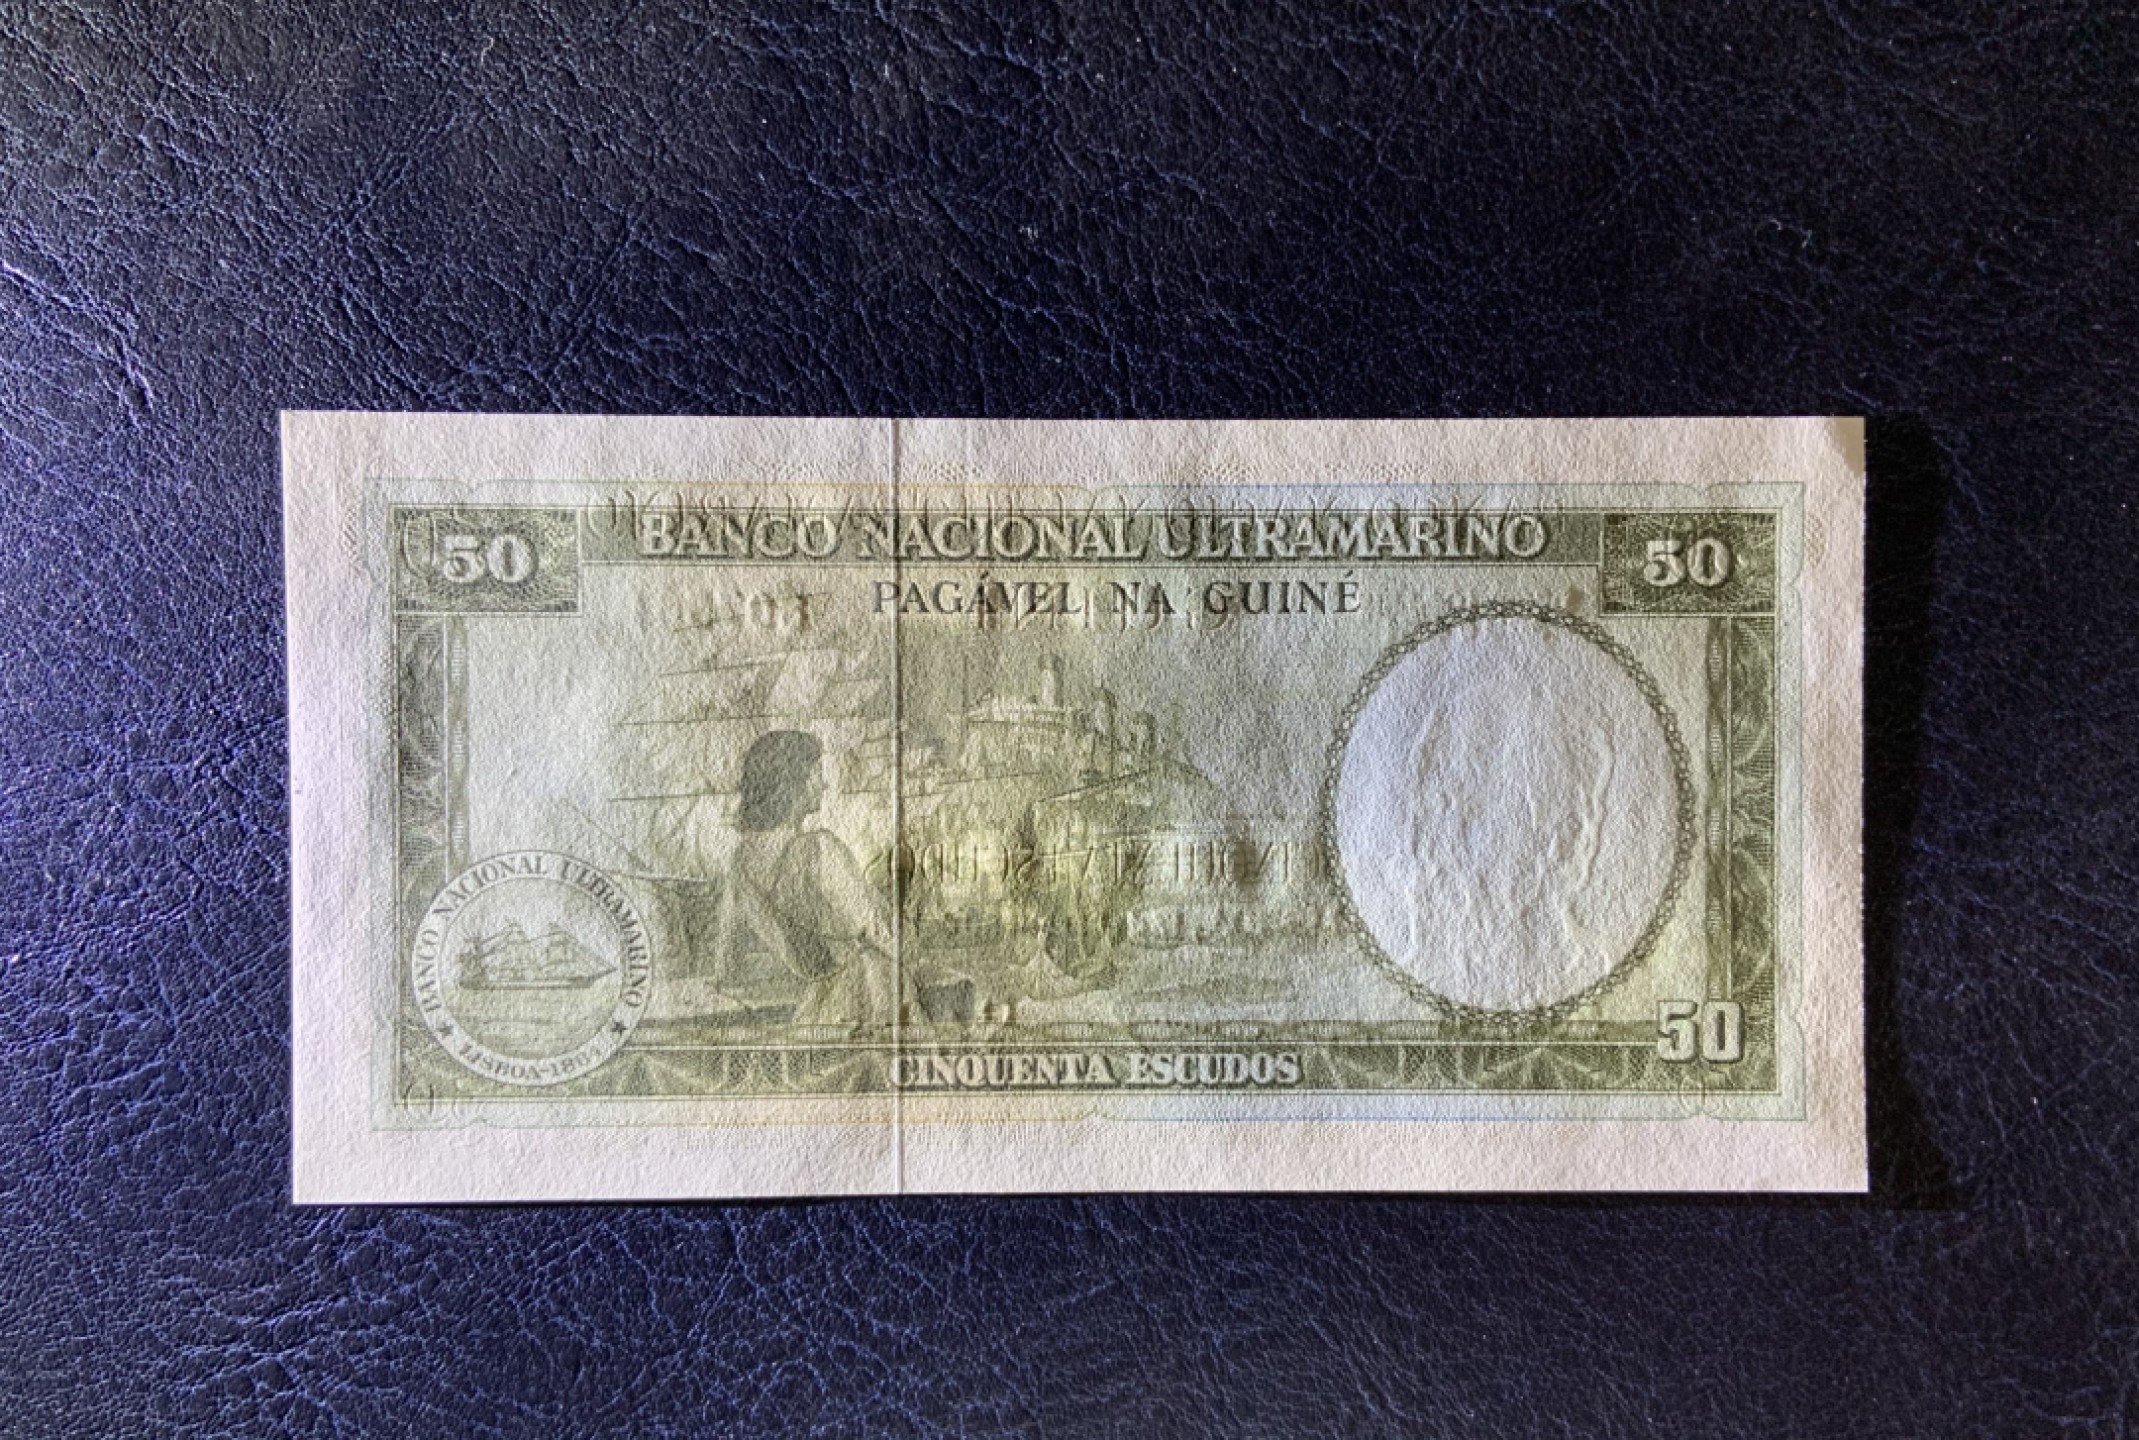 50 BANCO NACIONAL ULTRAMARINO 50
PAGÁVEL NA GUINÉ
BANCO NACIONAL ULTRAMARINO
LISBOA-1864
50
CINQUENTA ESCUDOS